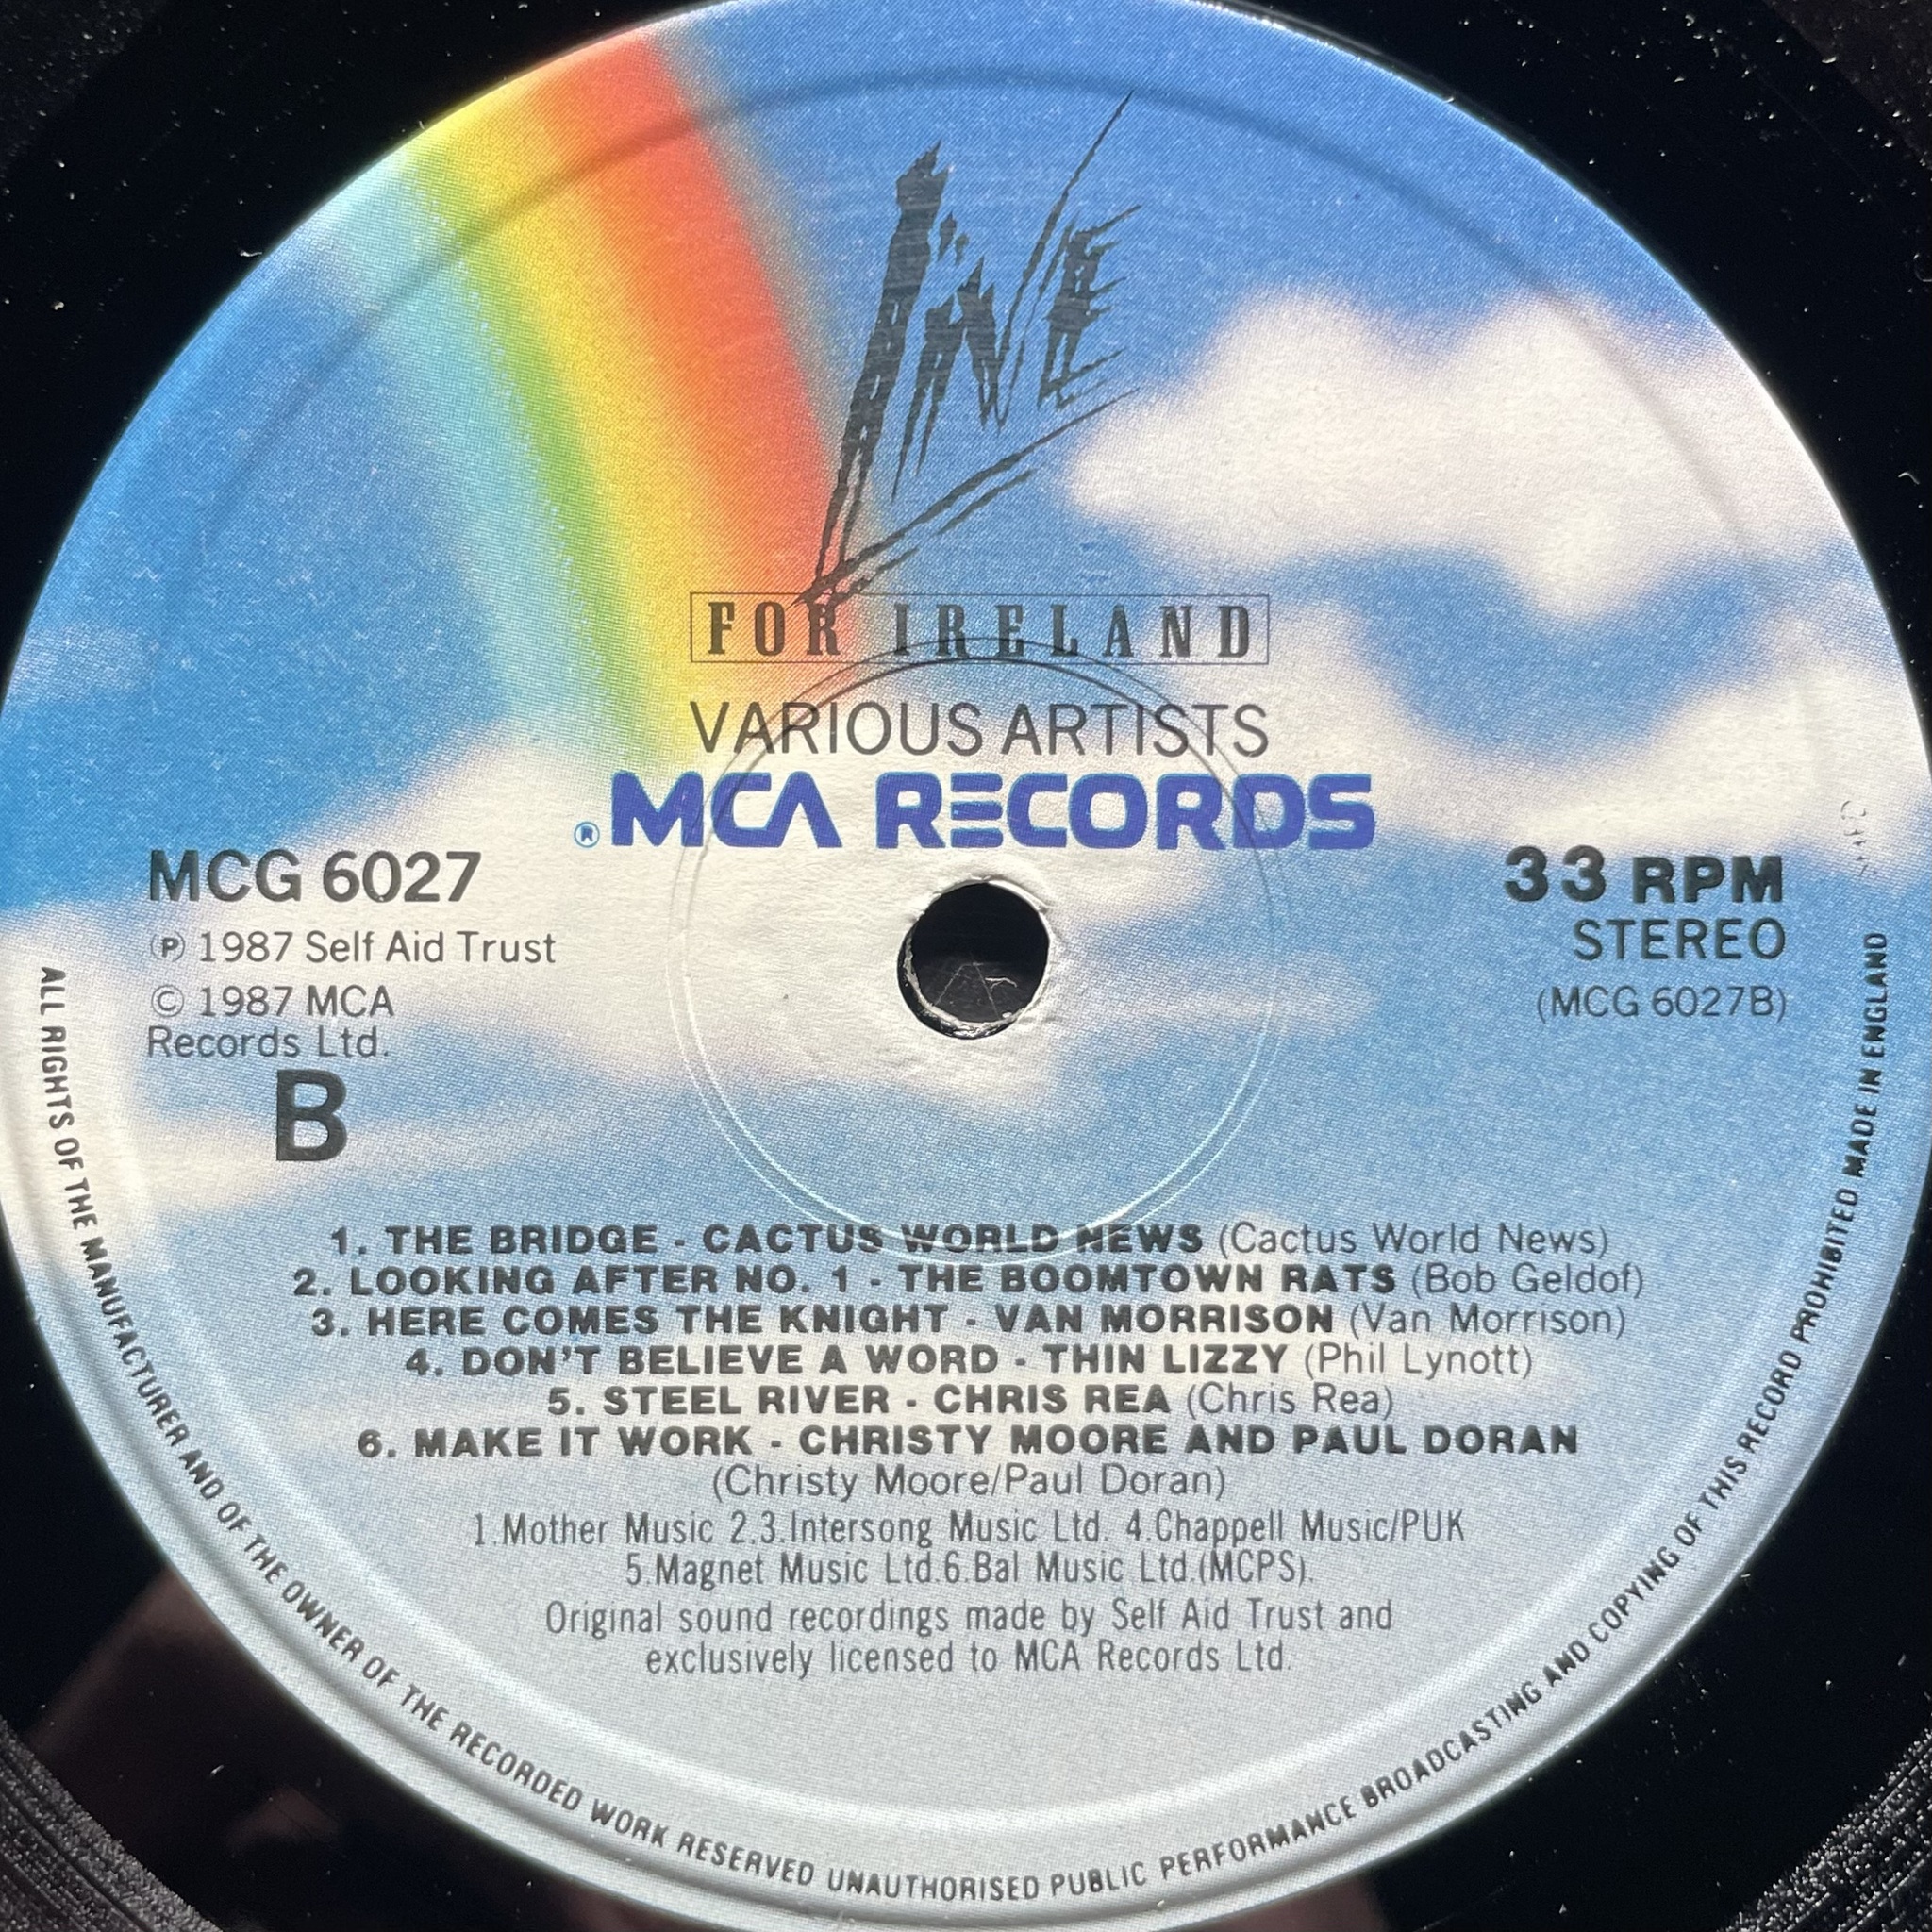 LIVE
FOR IRELAND
VARIOUS ARTISTS
® MCA RECORDS
MCG 6027
℗ 1987 Self Aid Trust
© 1987 MCA
Records Ltd.
B
33 RPM
STEREO
(MCG 6027B)
1. THE BRIDGE - CACTUS WORLD NEWS (Cactus World News)
2. LOOKING AFTER NO. 1 - THE BOOMTOWN RATS (Bob Geldof)
3. HERE COMES THE KNIGHT - VAN MORRISON (Van Morrison)
4. DON'T BELIEVE A WORD - THIN LIZZY (Phil Lynott)
5. STEEL RIVER - CHRIS REA (Chris Rea)
6. MAKE IT WORK - CHRISTY MOORE AND PAUL DORAN
(Christy Moore/Paul Doran)
1.Mother Music 2,3.Intersong Music Ltd. 4.Chappell Music/PUK
5.Magnet Music Ltd.6.Bal Music Ltd.(MCPS).
Original sound recordings made by Self Aid Trust and
exclusively licensed to MCA Records Ltd.
ALL RIGHTS OF THE MANUFACTURER AND OF THE OWNER OF THE RECORDED WORK RESERVED UNAUTHORISED PUBLIC PERFORMANCE BROADCASTING AND COPYING OF THIS RECORD PROHIBITED MADE IN ENGLAND